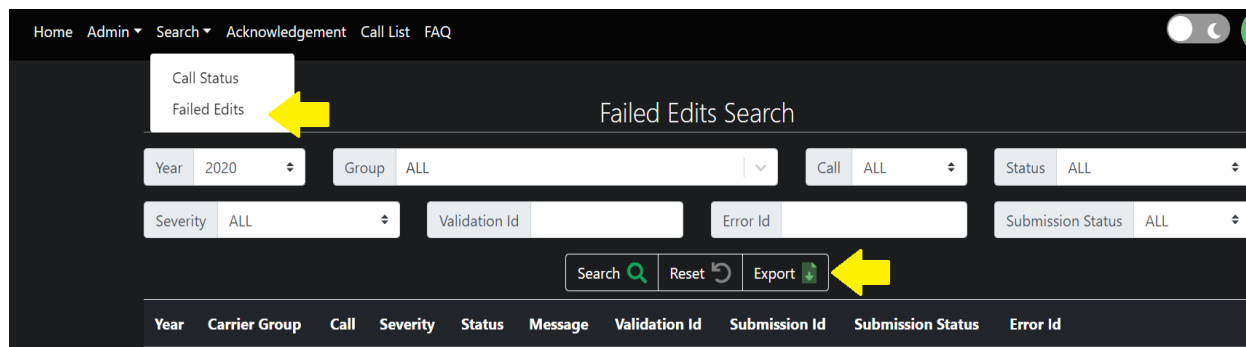 Home Admin Search Acknowledgement Call List FAQ
Call Status
Failed Edits
Failed Edits Search
Year 2020 Group ALL Call ALL Status ALL
Severity ALL Validation Id Error Id Submission Status ALL
Search Reset Export
Year Carrier Group Call Severity Status Message Validation Id Submission Id Submission Status Error Id